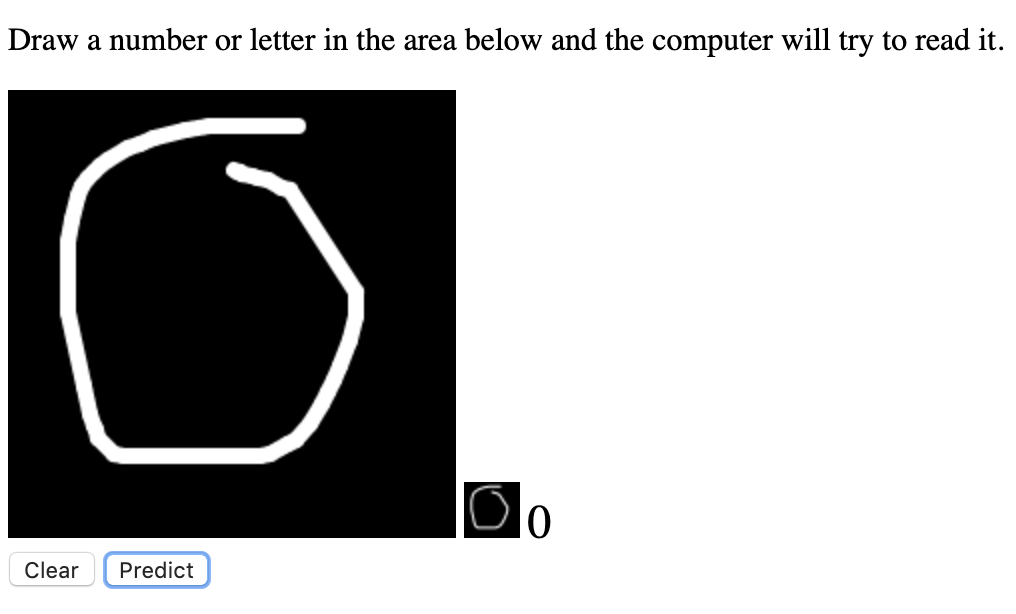 Draw a number or letter in the area below and the computer will try to read it.
0
Clear Predict